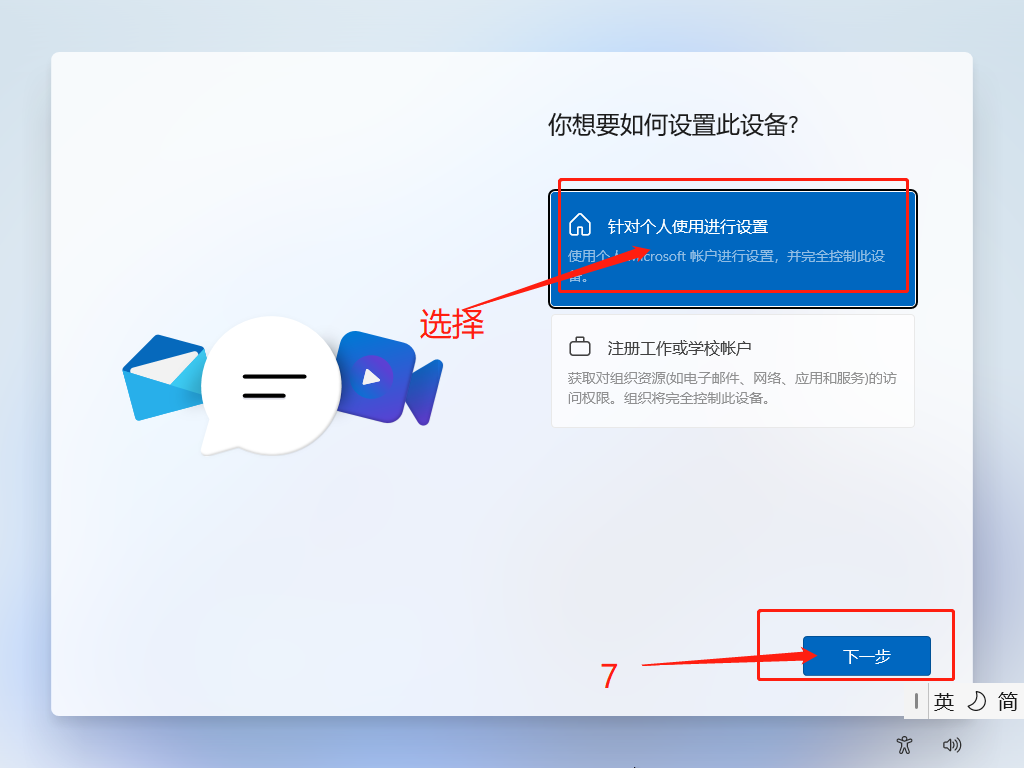 你想要如何设置此设备?
针对个人使用进行设置
使用个人 Microsoft 帐户进行设置，并完全控制此设
备。
选择
注册工作或学校帐户
获取对组织资源(如电子邮件、网络、应用和服务)的访
问权限。组织将完全控制此设备。
7
下一步
英
简